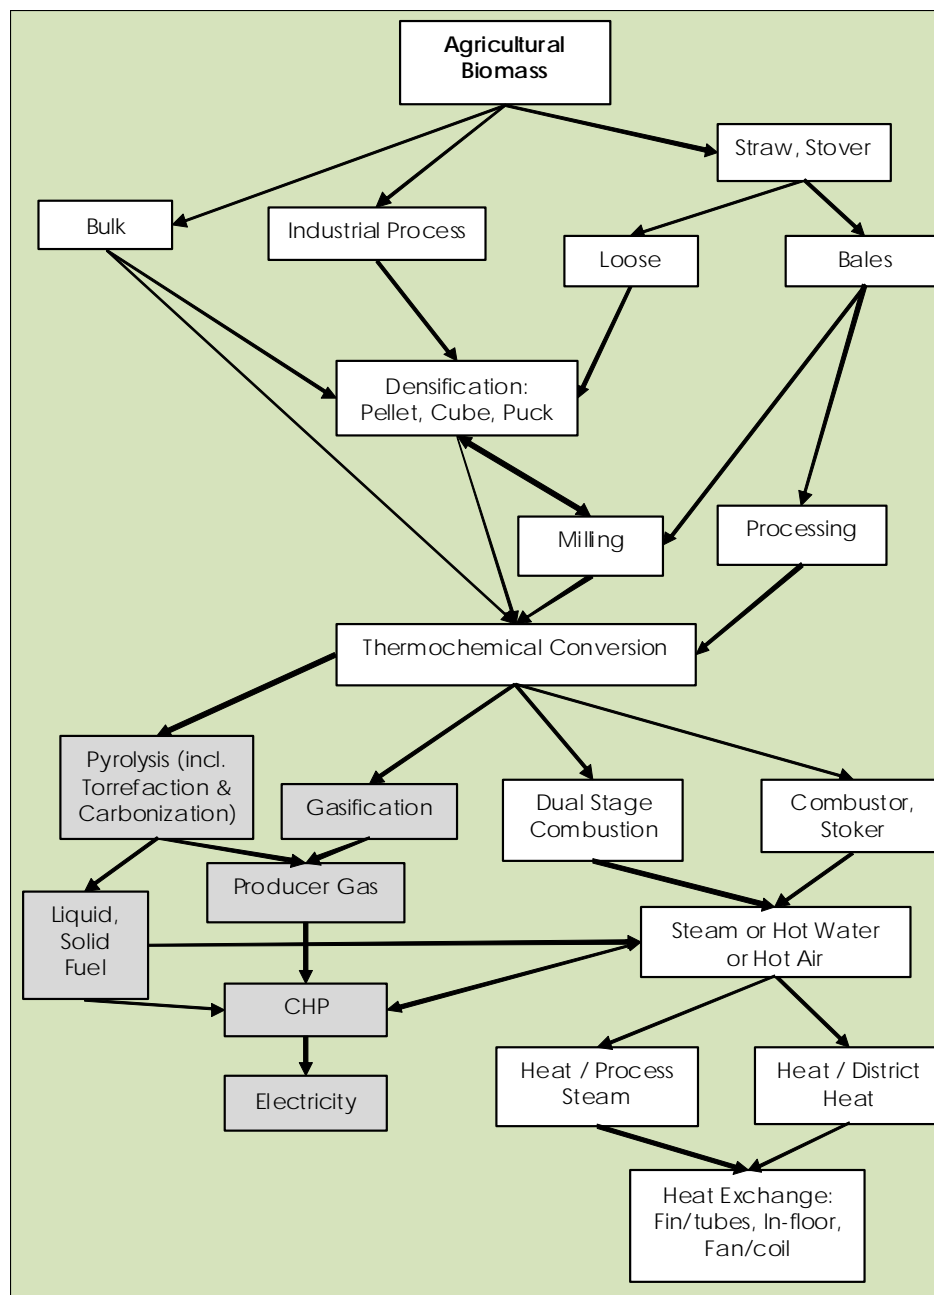 Agricultural
Biomass
Straw, Stover
Bulk
Industrial Process
Loose
Bales
Densification:
Pellet, Cube, Puck
Milling
Processing
Thermochemical Conversion
Pyrolysis (incl.
Torrefaction &
Carbonization)
Gasification
Dual Stage
Combustion
Combustor,
Stoker
Producer Gas
Liquid,
Solid
Fuel
Steam or Hot Water
or Hot Air
CHP
Heat / Process
Steam
Heat / District
Heat
Electricity
Heat Exchange:
Fin/tubes, In-floor,
Fan/coil